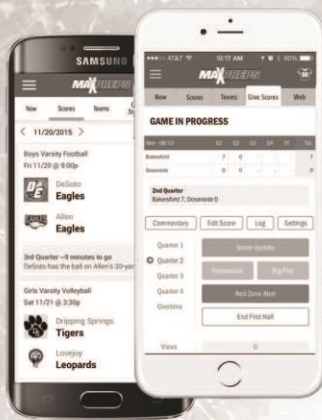 SAMSUNG
MAXPREPS
Now Scores Teams
< 11/20/2015 >
Boys Varsity Football
Fri 11/20 @ 9:00p
DeSoto
Eagles
Allen
Eagles
3rd Quarter ~9 minutes to go
DeSoto has the ball on Allen's 30-yar
Girls Varsity Volleyball
Sat 11/21 @ 3:30p
Dripping Springs
Tigers
Lovejoy
Leopards
AT&T 10:17 AM 90%
MAXPREPS
Now Scores Teams Give Scores Web
GAME IN PROGRESS
Q1 Q2 Q3 Q4 OT Tot
Bakersfield 7 0 - - - 7
Oceanside 0 0 - - - 0
2nd Quarter
Bakersfield 7, Oceanside 0
Commentary Edit Score Log Settings
Quarter 1
Quarter 2
Quarter 3
Quarter 4
Overtime
Score Update
Possession Big Play
Red Zone Alert
End First Half
Views 0